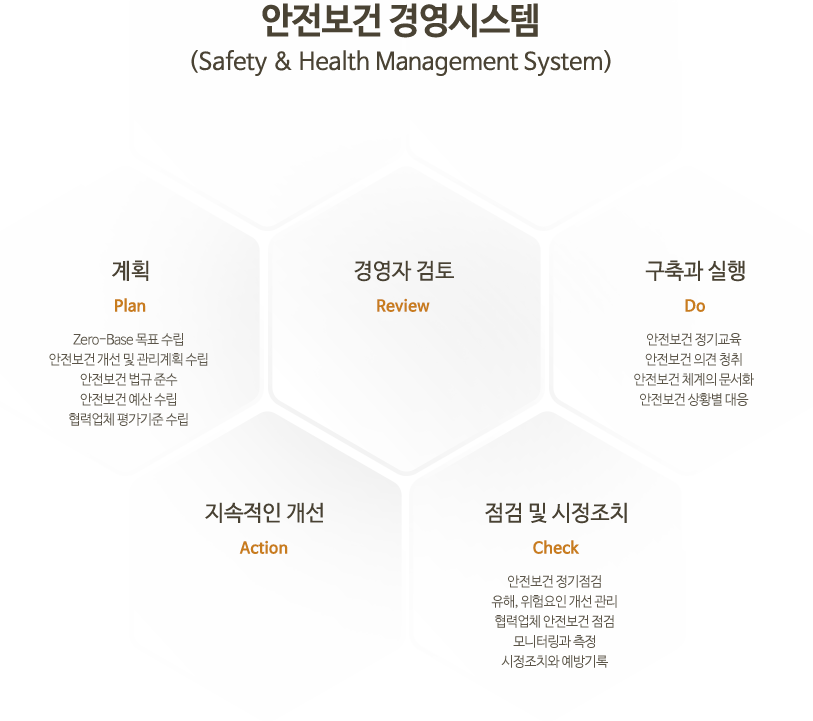 안전보건 경영시스템
(Safety & Health Management System)
계획
Plan
Zero-Base 목표 수립
안전보건 개선 및 관리계획 수립
안전보건 법규 준수
안전보건 예산 수립
협력업체 평가기준 수립
경영자 검토
Review
구축과 실행
Do
안전보건 정기교육
안전보건 의견 청취
안전보건 체계의 문서화
안전보건 상황별 대응
지속적인 개선
Action
점검 및 시정조치
Check
안전보건 정기점검
유해, 위험요인 개선 관리
협력업체 안전보건 점검
모니터링과 측정
시정조치와 예방기록